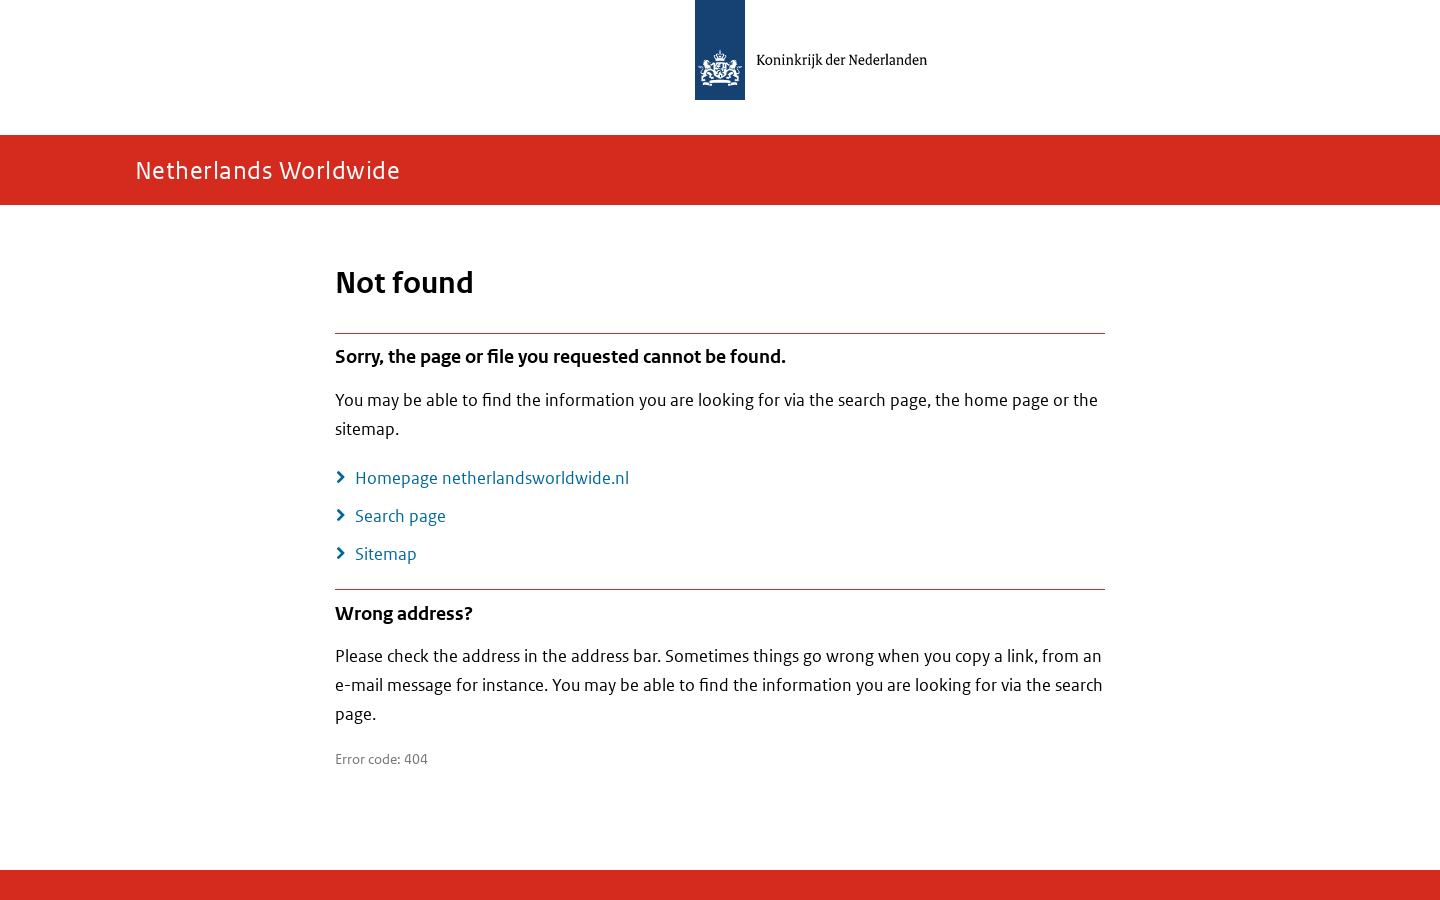 Koninkrijk der Nederlanden
Netherlands Worldwide
Not found
Sorry, the page or file you requested cannot be found.
You may be able to find the information you are looking for via the search page, the home page or the
sitemap.
Homepage netherlandsworldwide.nl
Search page
Sitemap
Wrong address?
Please check the address in the address bar. Sometimes things go wrong when you copy a link, from an
e-mail message for instance. You may be able to find the information you are looking for via the search
page.
Error code: 404